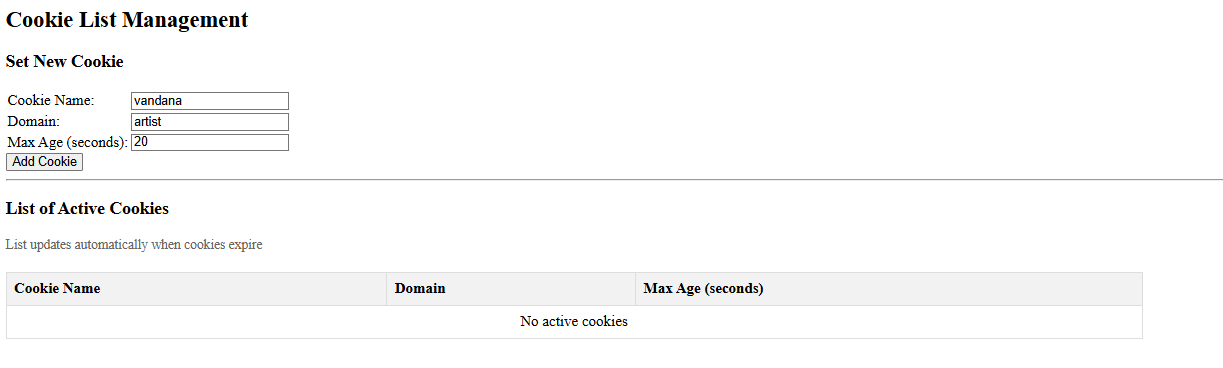 Cookie List Management
Set New Cookie
Cookie Name: vandana
Domain: artist
Max Age (seconds): 20
Add Cookie
List of Active Cookies
List updates automatically when cookies expire
Cookie Name Domain Max Age (seconds)
No active cookies